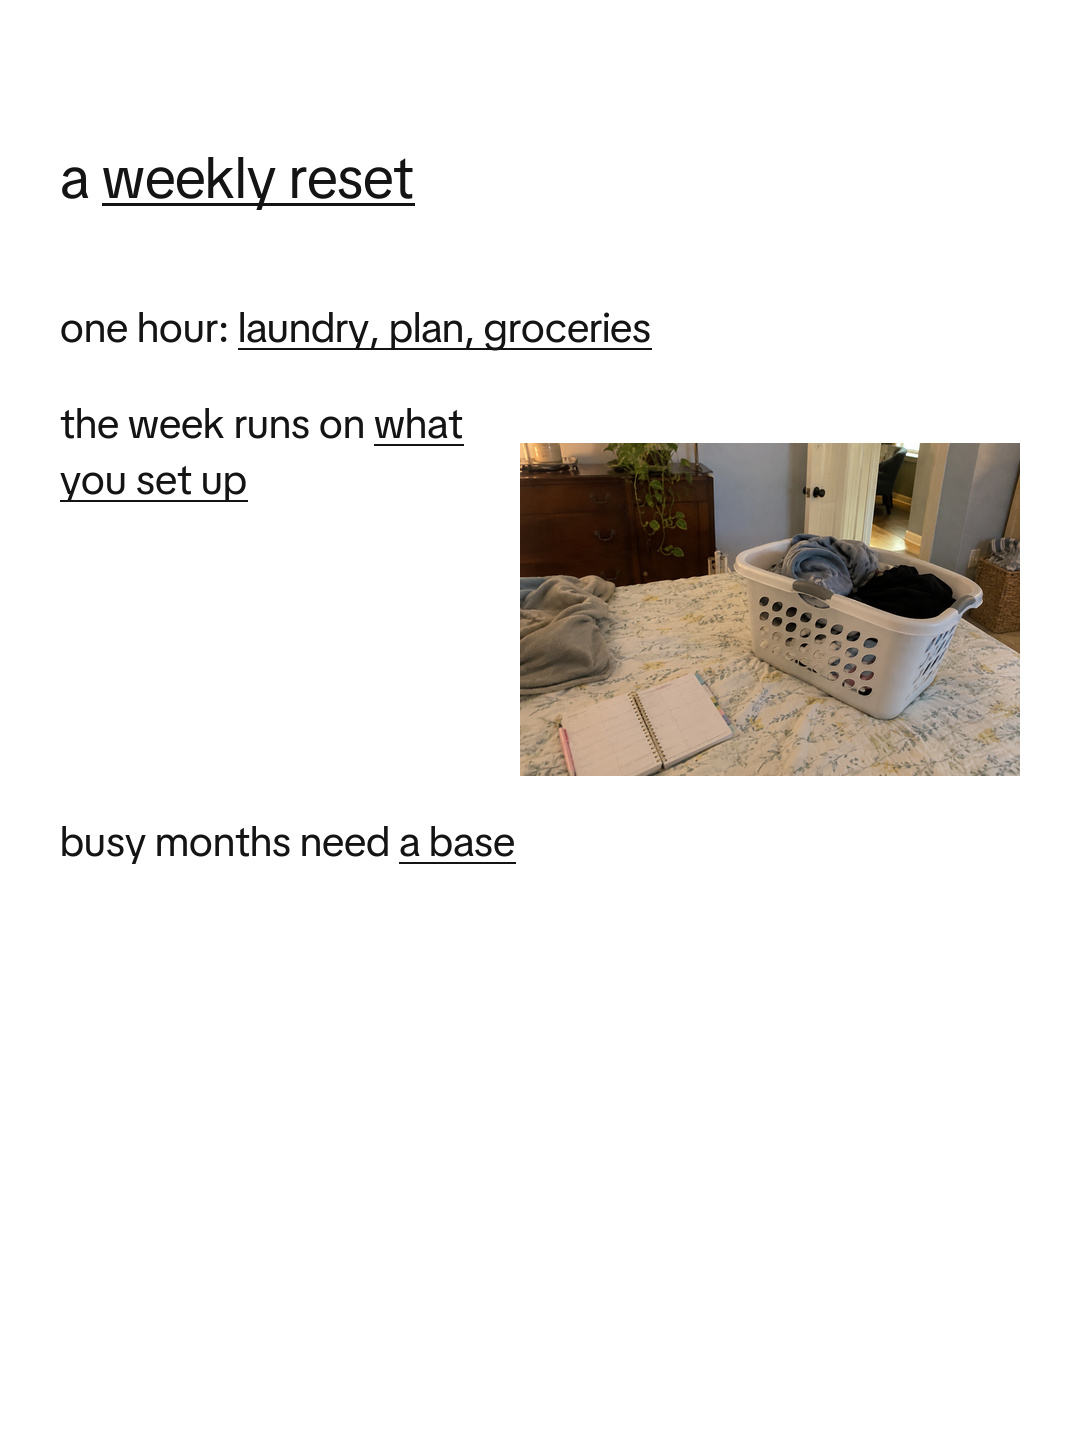 a weekly reset
one hour: laundry, plan, groceries
the week runs on what
you set up
busy months need a base